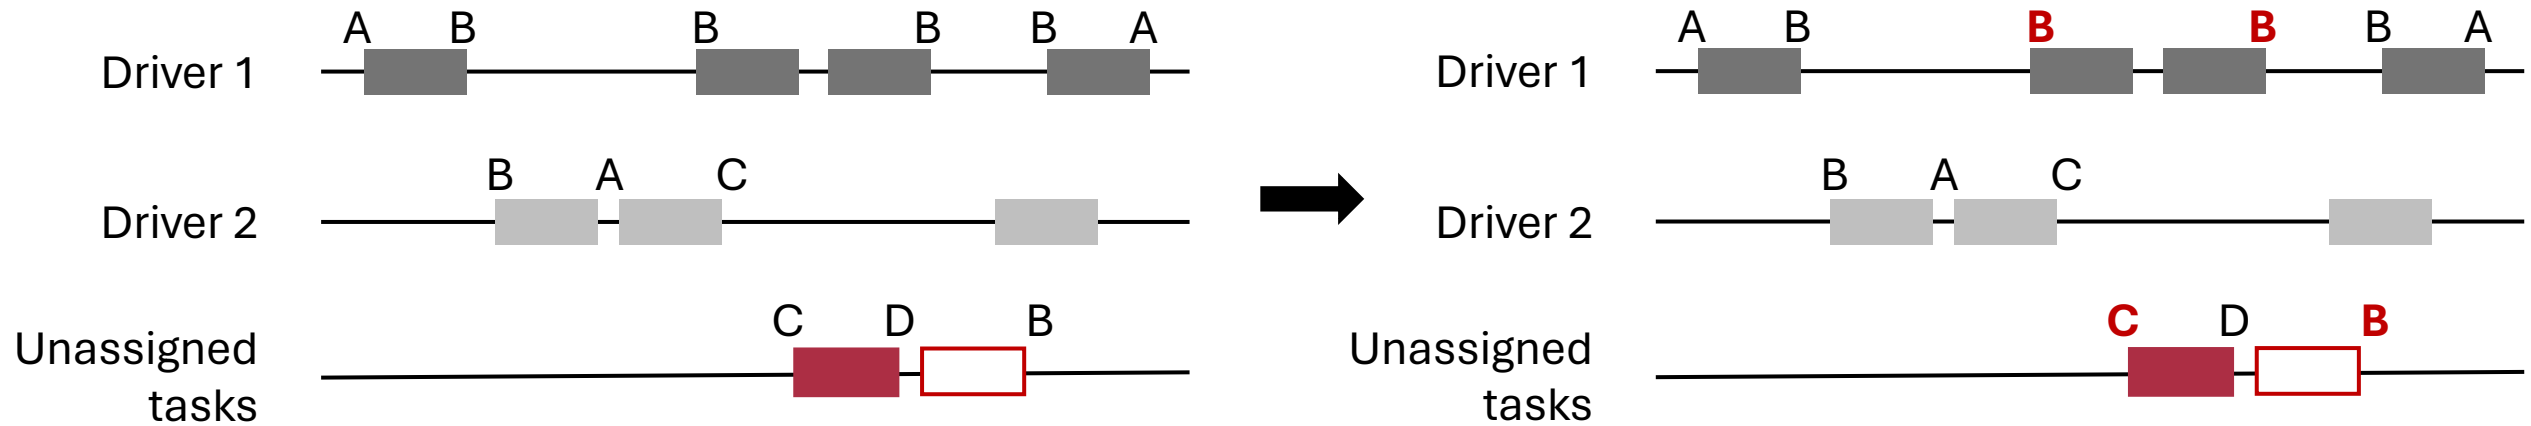 A B B B B A
Driver 1
B A C
Driver 2
C D B
Unassigned
tasks
A B B B B A
Driver 1
B A C
Driver 2
C D B
Unassigned
tasks